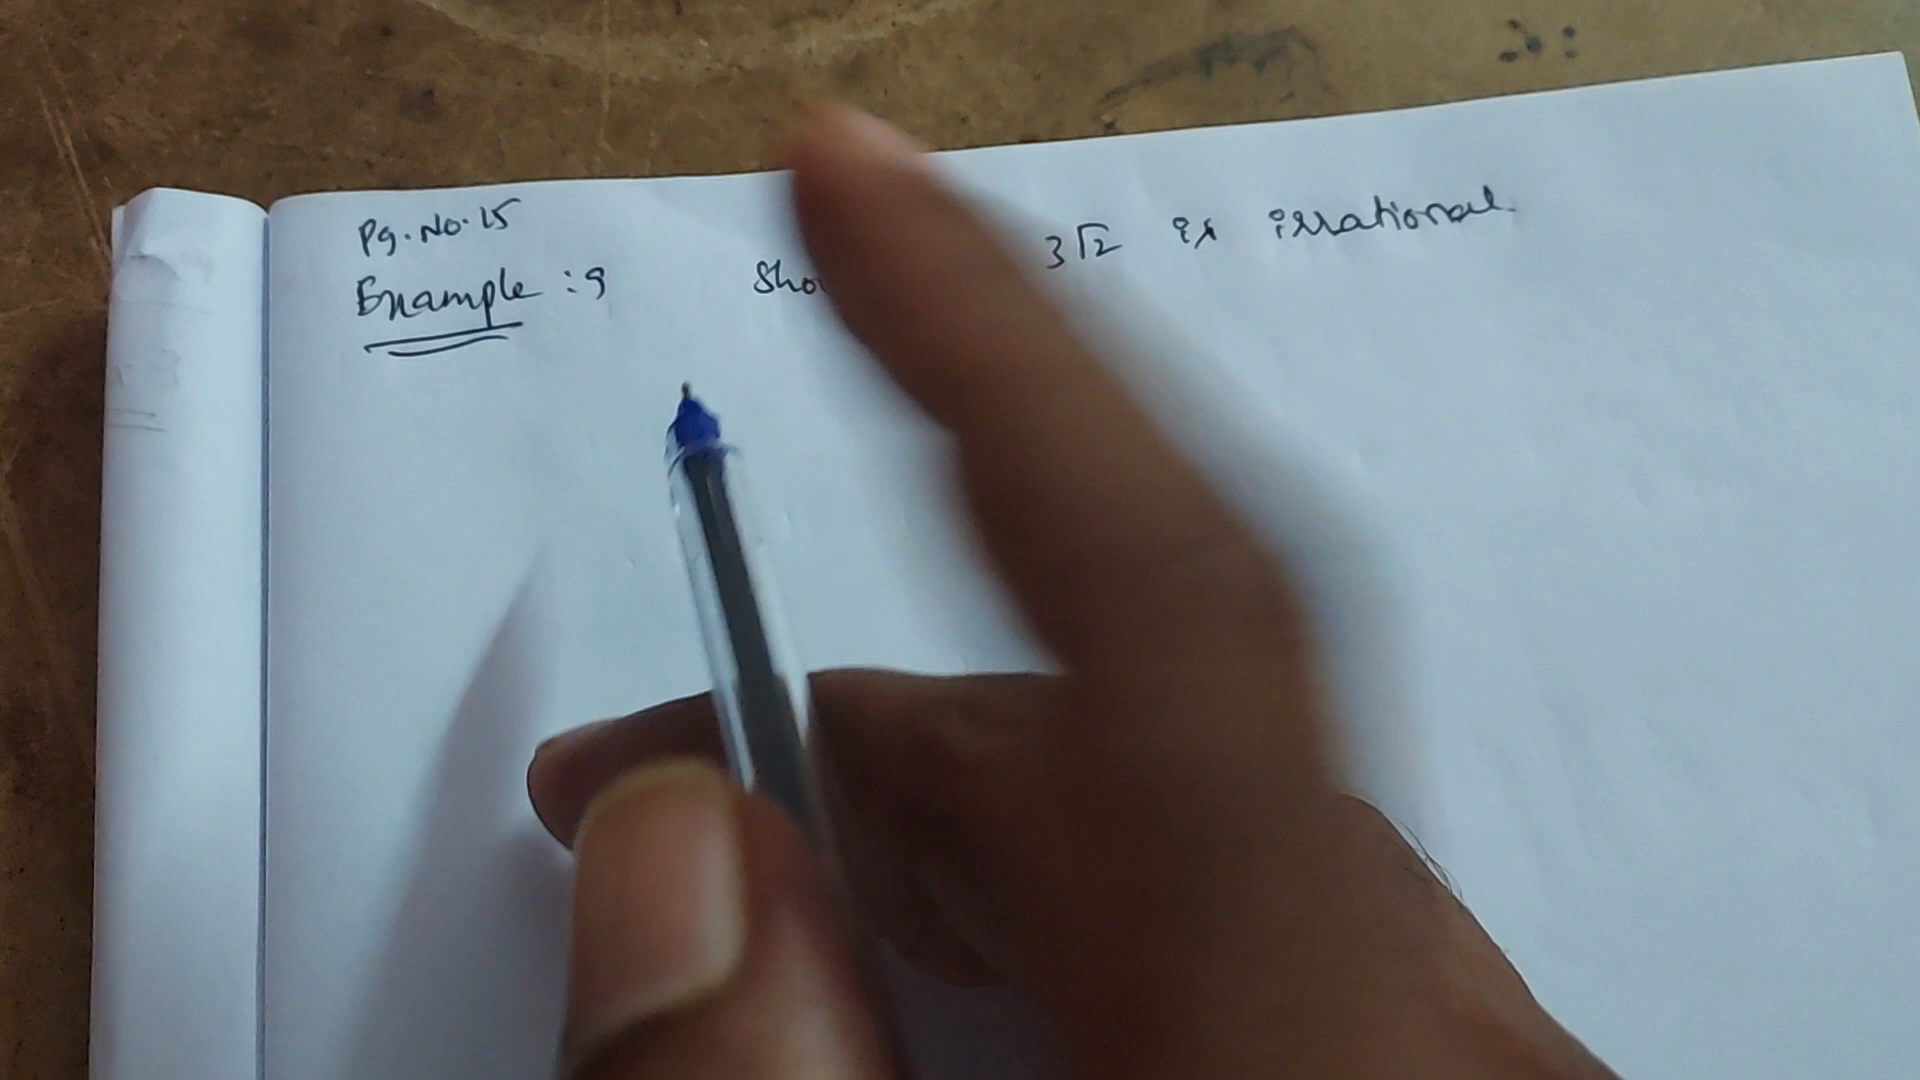 Pg.No.15
Example :9 Sho 3√2 is irrational.